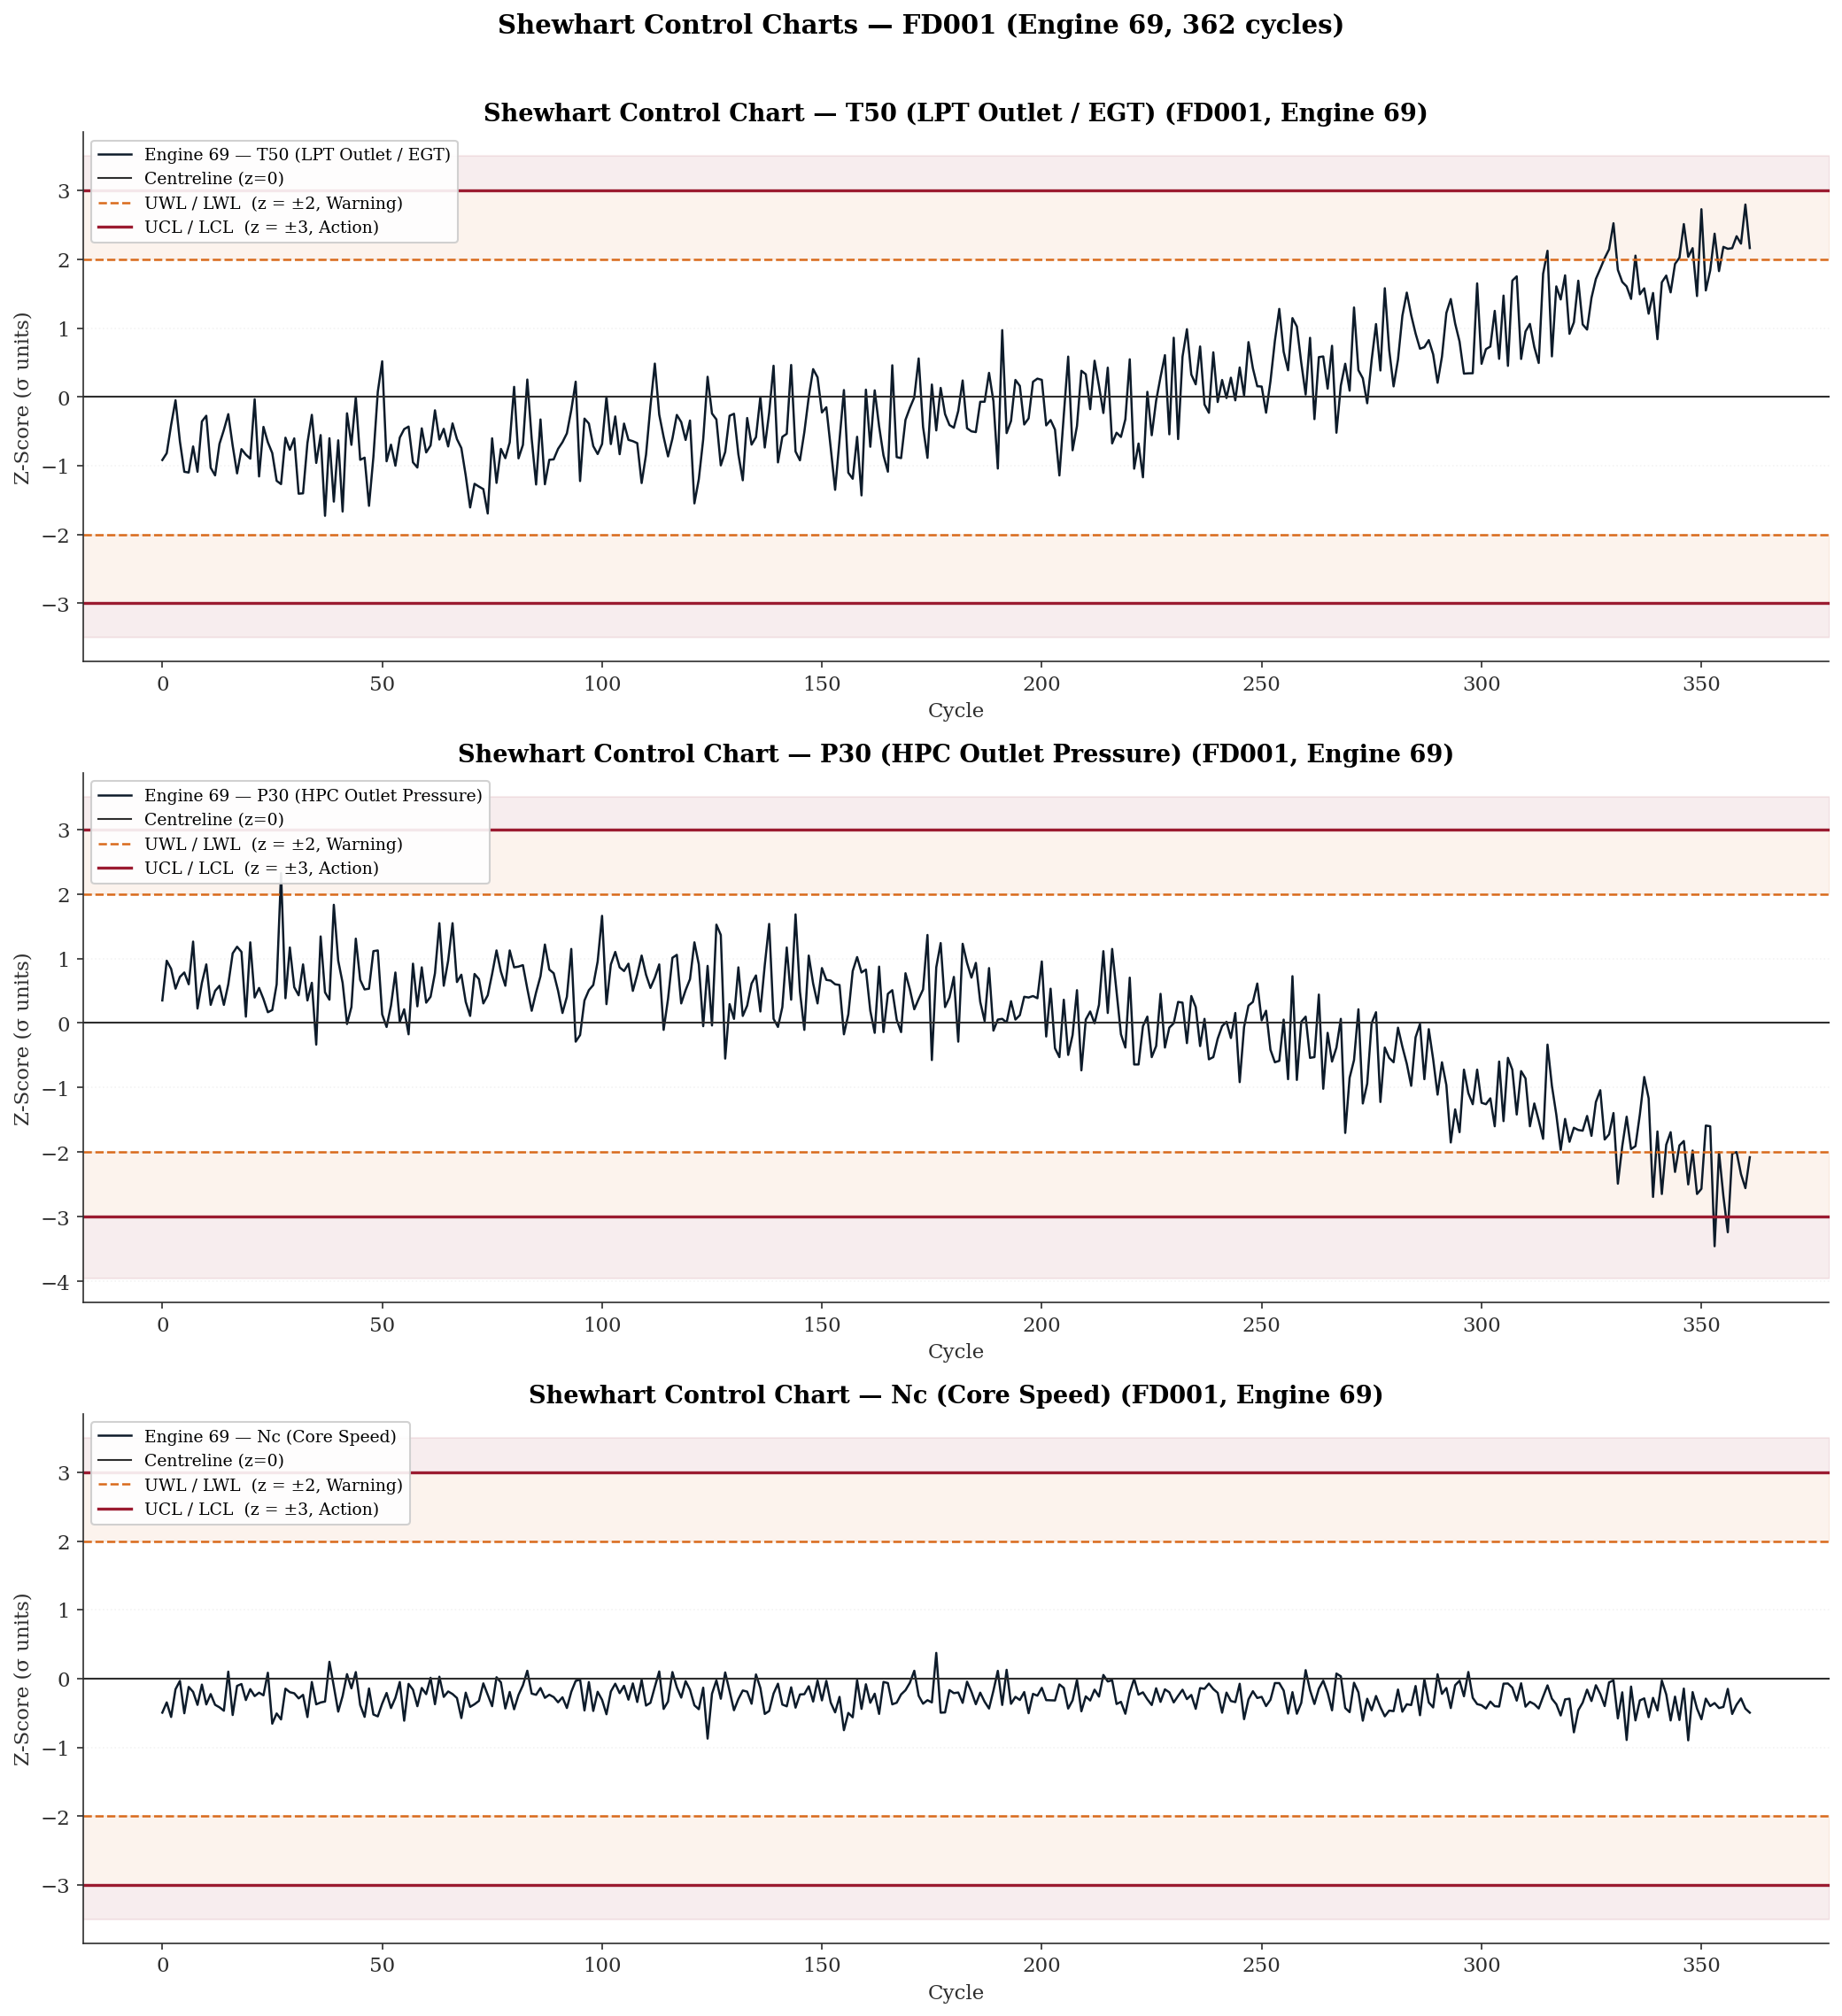 Shewhart Control Charts — FD001 (Engine 69, 362 cycles)
Shewhart Control Chart — T50 (LPT Outlet / EGT) (FD001, Engine 69)
Engine 69 — T50 (LPT Outlet / EGT)
Centreline (z=0)
UWL / LWL (z = ±2, Warning)
UCL / LCL (z = ±3, Action)
Z-Score (σ units)
3
2
1
0
−1
−2
−3
0 50 100 150 200 250 300 350
Cycle
Shewhart Control Chart — P30 (HPC Outlet Pressure) (FD001, Engine 69)
Engine 69 — P30 (HPC Outlet Pressure)
Centreline (z=0)
UWL / LWL (z = ±2, Warning)
UCL / LCL (z = ±3, Action)
Z-Score (σ units)
3
2
1
0
−1
−2
−3
−4
0 50 100 150 200 250 300 350
Cycle
Shewhart Control Chart — Nc (Core Speed) (FD001, Engine 69)
Engine 69 — Nc (Core Speed)
Centreline (z=0)
UWL / LWL (z = ±2, Warning)
UCL / LCL (z = ±3, Action)
Z-Score (σ units)
3
2
1
0
−1
−2
−3
0 50 100 150 200 250 300 350
Cycle